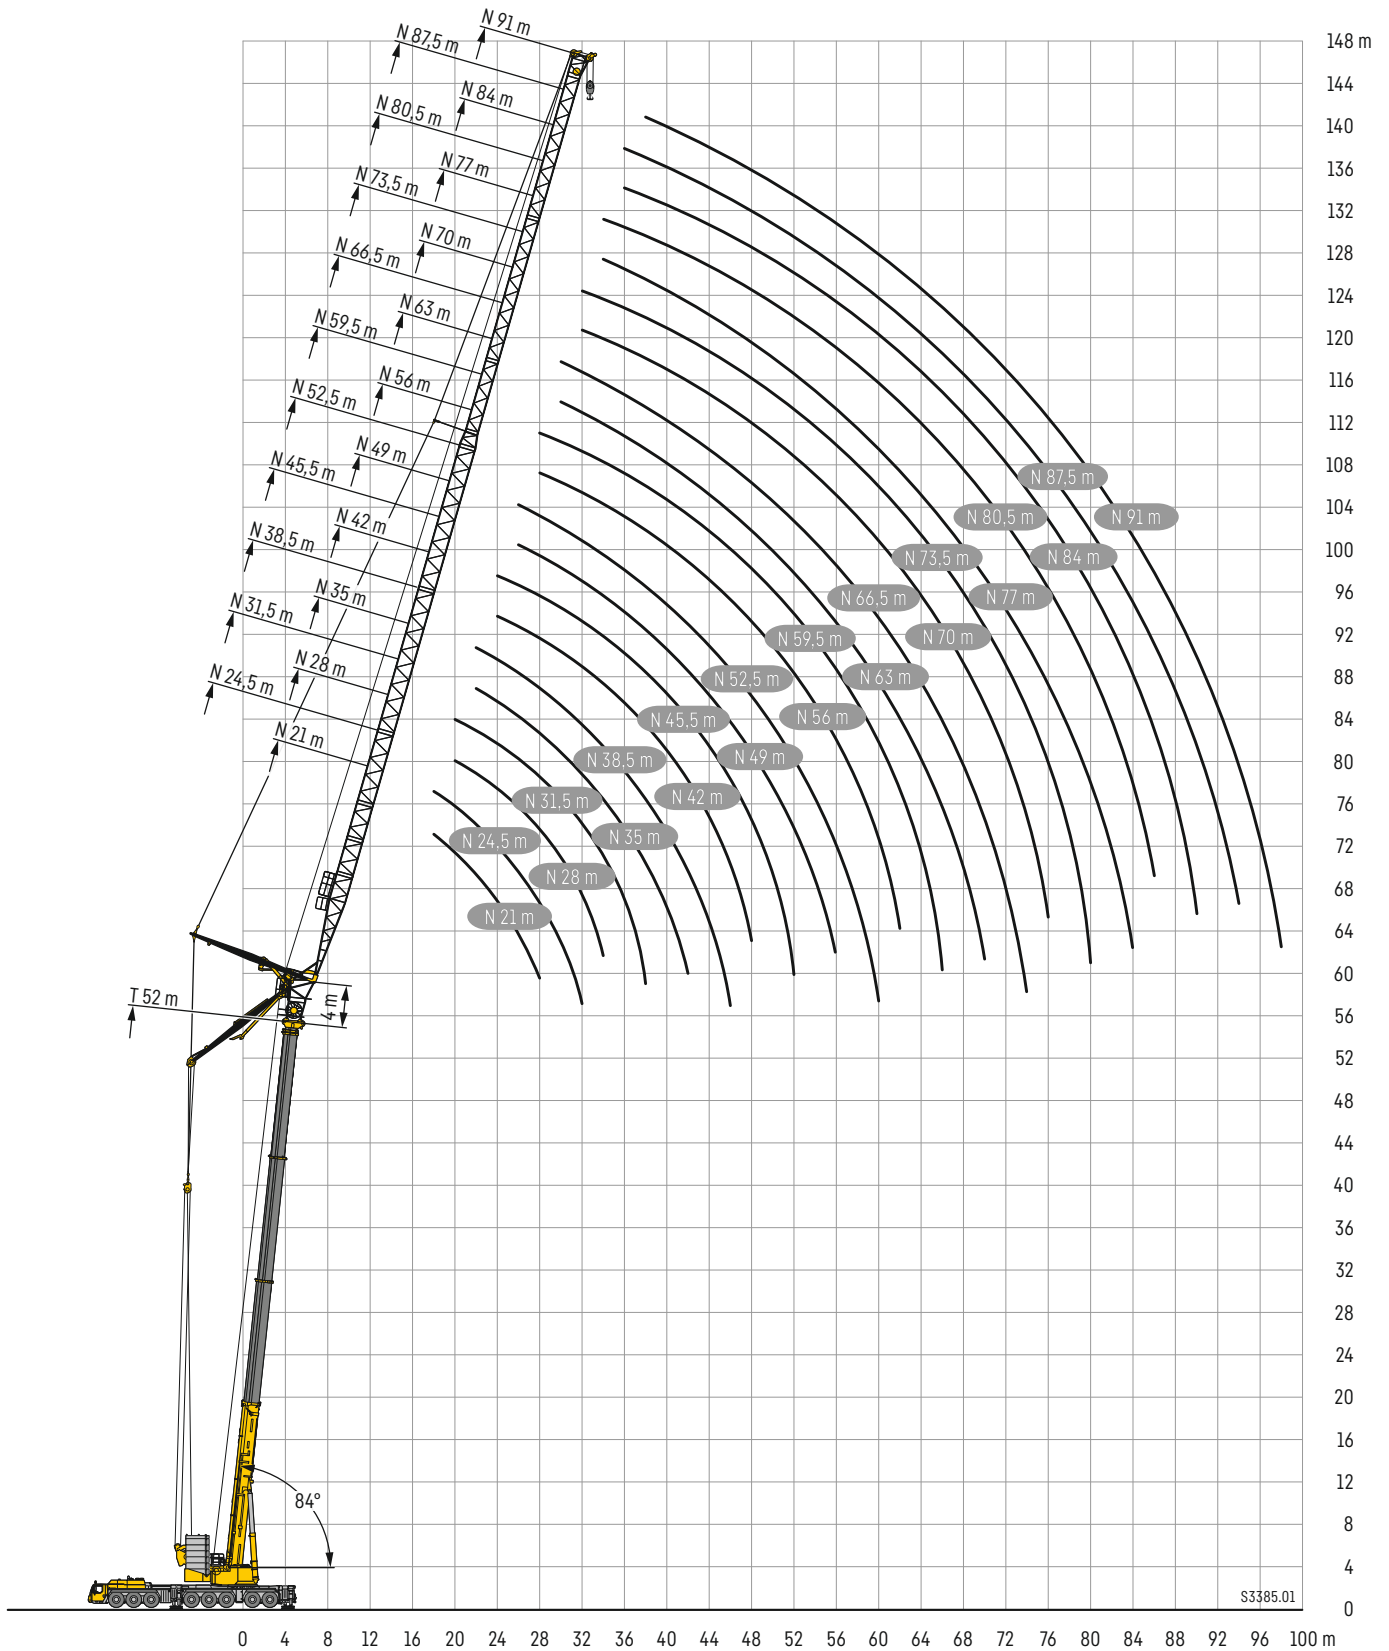 N 91 m
148 m
N 87,5 m
144
N 84 m
N 80,5 m
140
136
N 77 m
N 73,5 m
132
N 70 m
N 66,5 m
128
124
N 63 m
N 59,5 m
120
116
N 56 m
N 52,5 m
112
N 49 m
N 45,5 m
108
N 87,5 m
104
N 80,5 m
N 91 m
N 42 m
N 38,5 m
100
N 73,5 m
N 84 m
96
N 66,5 m
N 77 m
N 35 m
N 31,5 m
92
N 59,5 m
N 70 m
88
N 52,5 m
N 63 m
N 28 m
N 24,5 m
84
N 45,5 m
N 56 m
N 21 m
80
N 38,5 m
N 49 m
76
N 31,5 m
N 42 m
72
N 24,5 m
N 35 m
68
N 28 m
64
N 21 m
60
T 52 m
4 m
56
52
48
44
40
36
32
28
24
20
16
12
84°
8
4
S3385.01
0
0 4 8 12 16 20 24 28 32 36 40 44 48 52 56 60 64 68 72 76 80 84 88 92 96 100 m